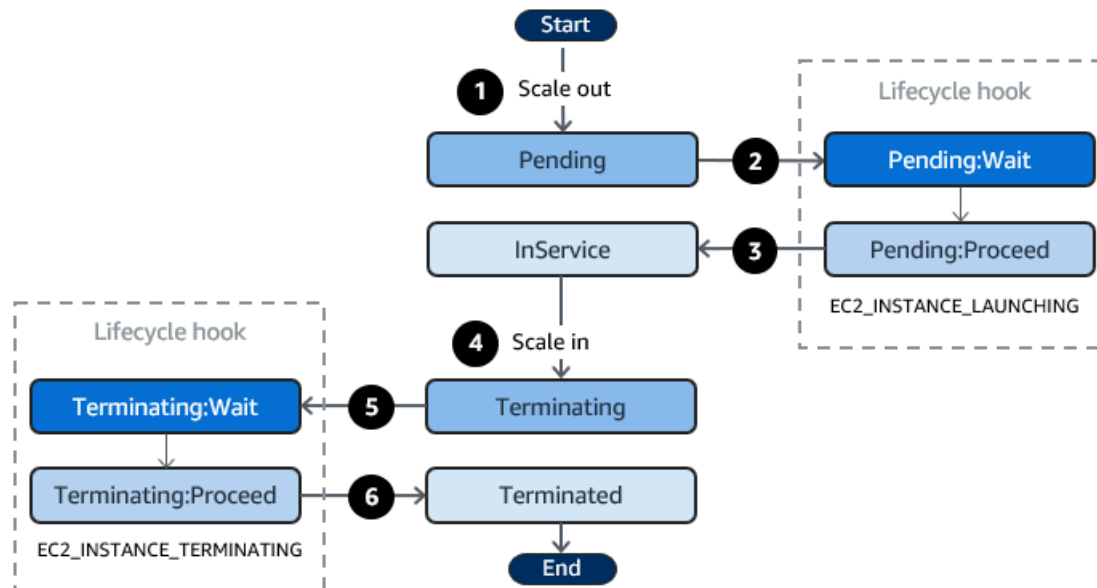 Start
1 Scale out
Lifecycle hook
Pending
2
Pending:Wait
InService
3
Pending:Proceed
EC2_INSTANCE_LAUNCHING
Lifecycle hook
4 Scale in
Terminating:Wait
5
Terminating
Terminating:Proceed
6
Terminated
EC2_INSTANCE_TERMINATING
End